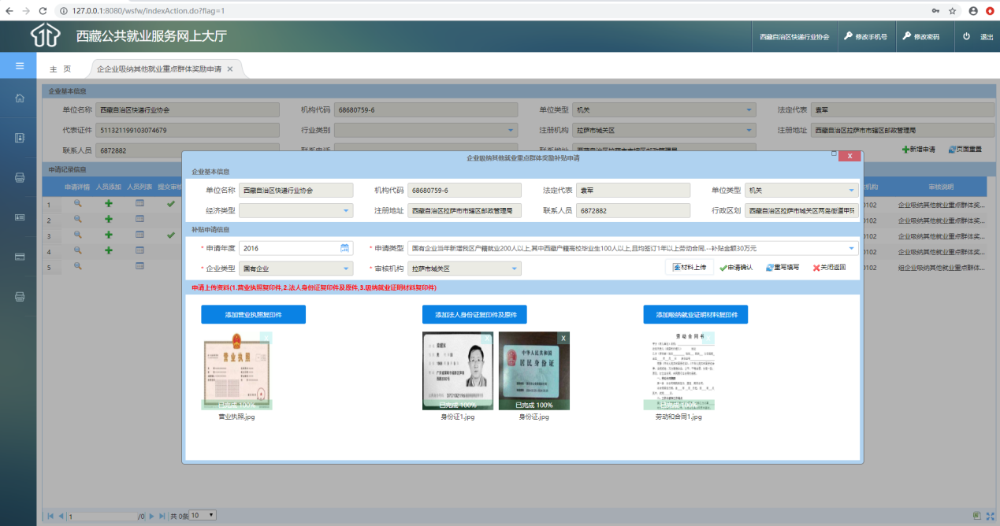 127.0.0.1:8080/wsfw/indexAction.do?flag=1
西藏公共就业服务网上大厅
西藏自治区快递行业协会 修改手机号 修改密码 退出
主 页 企企业吸纳其他就业重点群体奖励申请
企业基本信息
单位名称 西藏自治区快递行业协会 机构代码 68680759-6 单位类型 机关 法定代表 袁军
代表证件 511321199103074679 行业类别 注册机构 拉萨市城关区 注册地址 西藏自治区拉萨市市辖区邮政管理局
联系人员 6872882 联系电话 联系地址 西藏自治区拉萨市市辖区邮政管理局 新增申请 页面重置
申请记录信息
申请详情 人员添加 人员列表 提交审核 机构 审核说明
1 0102 企业吸纳其他就业重点群体奖...
2 企业吸纳其他就业重点群体奖...
3 0102 企业吸纳其他就业重点群体奖...
4 0102 企业吸纳其他就业重点群体奖...
5 0102 组企业吸纳其他就业重点群体...
企业吸纳其他就业重点群体奖励补贴申请
X
企业基本信息
单位名称 西藏自治区快递行业协会 机构代码 68680759-6 法定代表 袁军 单位类型 机关
经济类型 注册地址 西藏自治区拉萨市市辖区邮政管理局 联系人员 6872882 行政区划 西藏自治区拉萨市城关区两岛街道甲玛
补贴申请信息
* 申请年度 2016 * 申请类型 国有企业当年新增我区户籍就业200人以上,其中西藏户籍高校毕业生100人以上,且均签订1年以上劳动合同.--补贴金额30万元
* 企业类型 国有企业 * 审核机构 拉萨市城关区 材料上传 申请确认 重写填写 关闭返回
申请上传资料(1.营业执照复印件,2.法人身份证复印件及原件,3.吸纳就业证明材料复印件)
添加营业执照复印件 添加法人身份证复印件及原件 添加吸纳就业证明材料复印件
X X X X
营业执照
中华人民共和国
居民身份证
劳动合同书
已完成 100% 已完成 100% 已完成 100% 已完成 100%
营业执照.jpg 身份证1.jpg 身份证.jpg 劳动和合同1.jpg
1 /0 共 0条 10